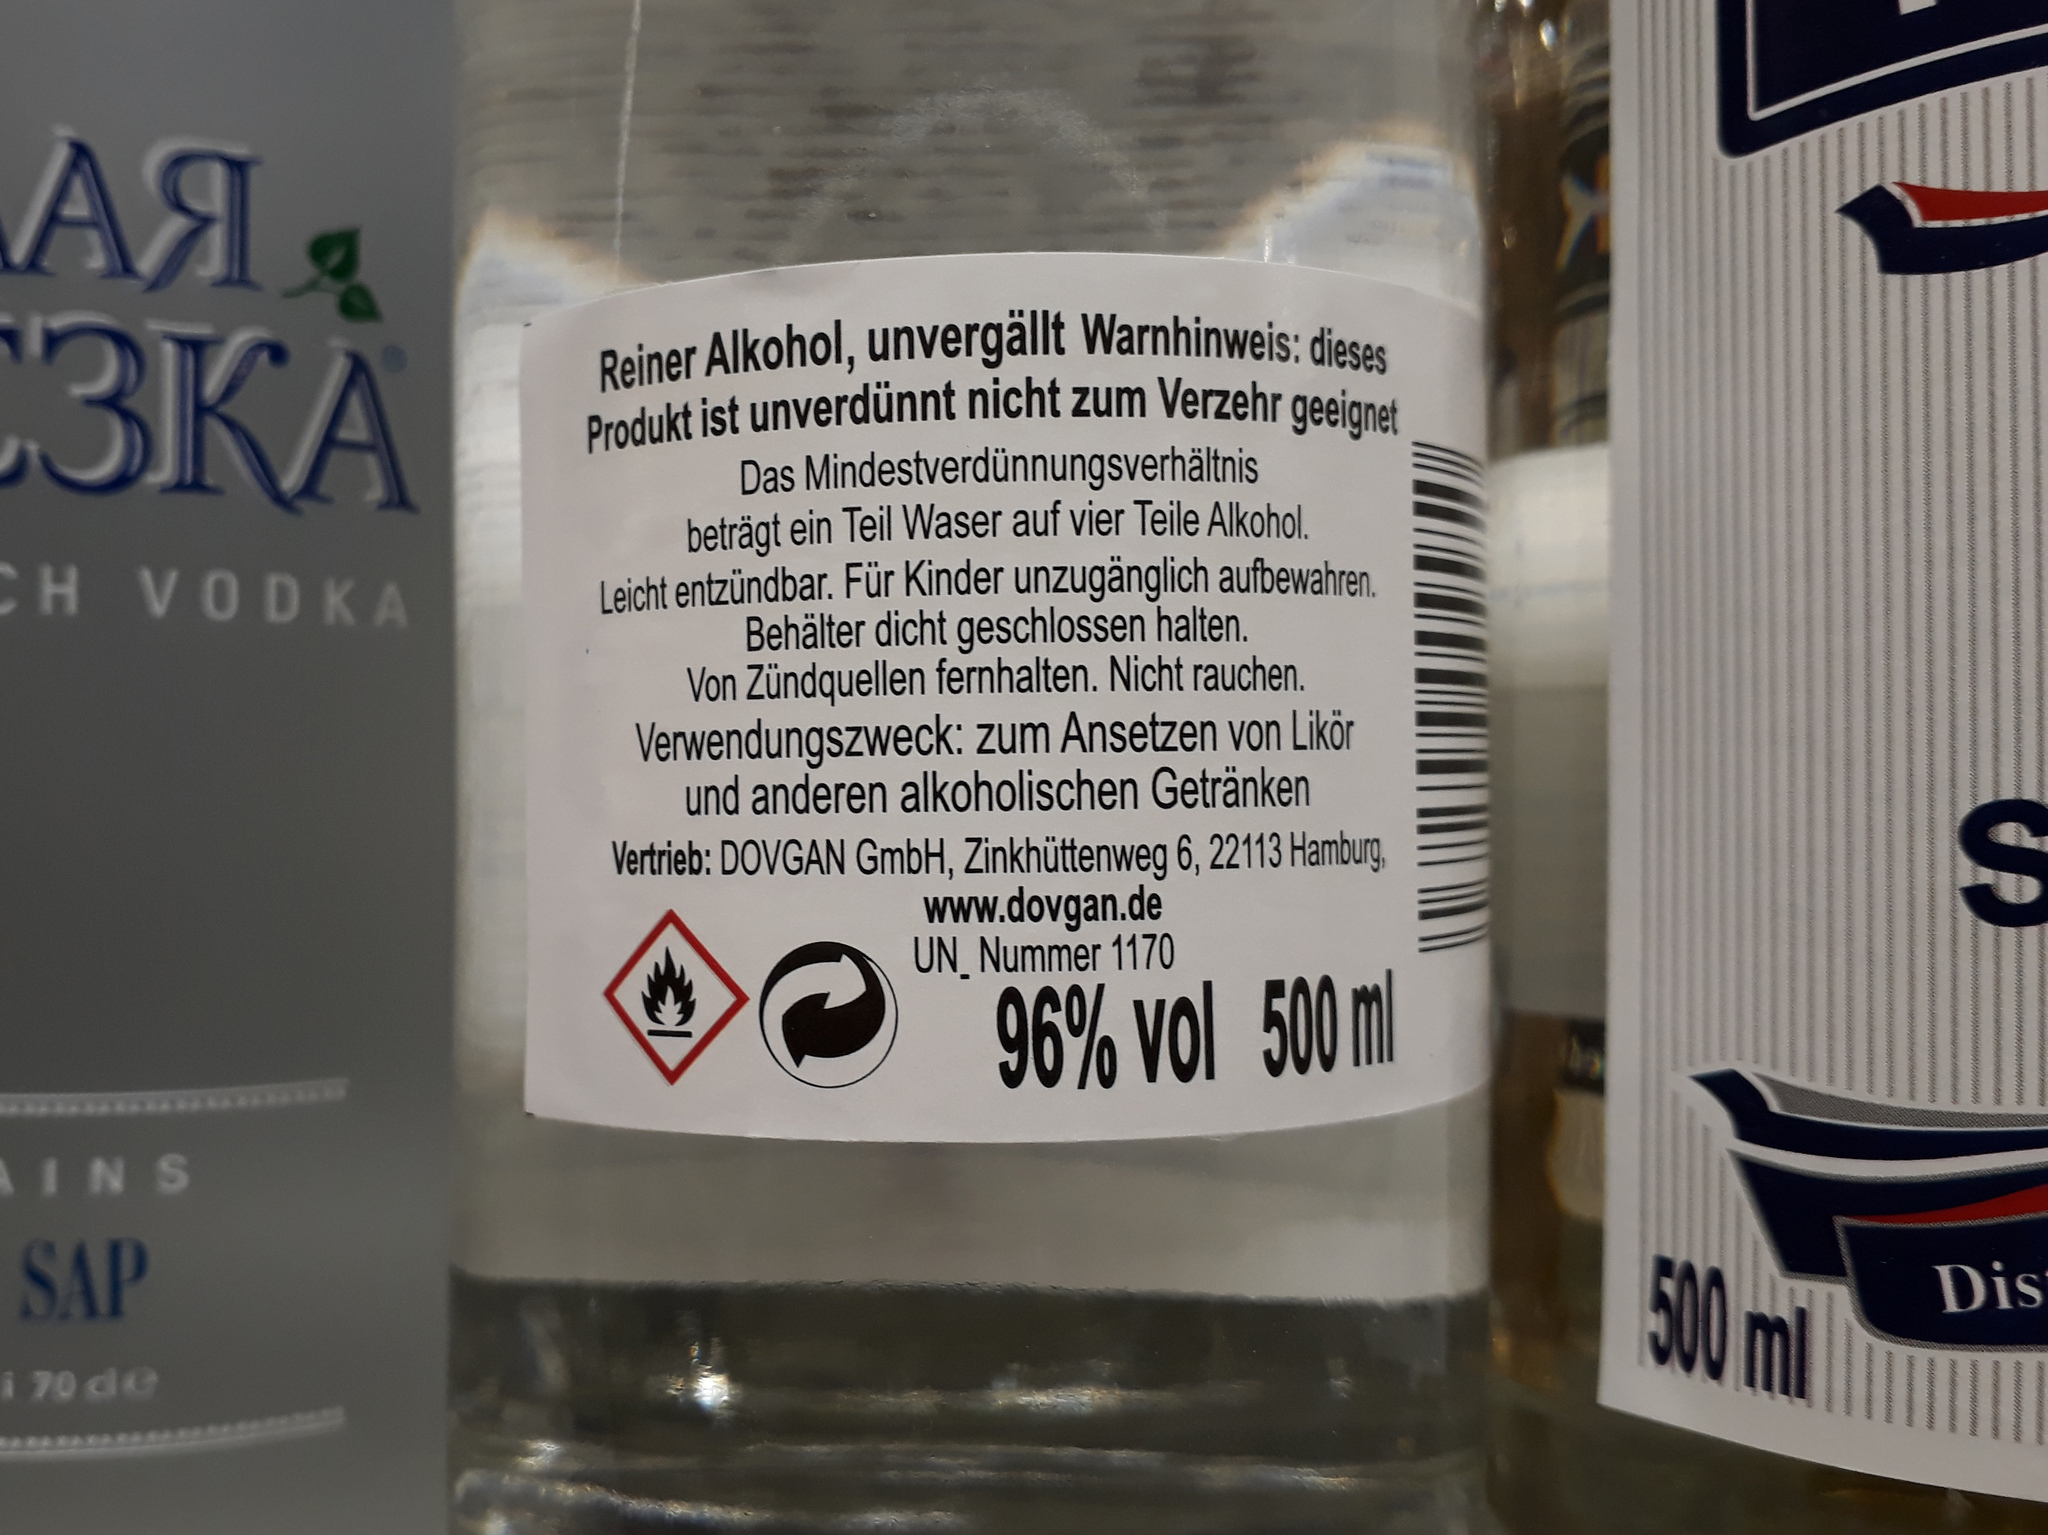 АЯ
ЗКА®
CH VODKA
AINS
SAP
70 cl e
Reiner Alkohol, unvergällt Warnhinweis: dieses
Produkt ist unverdünnt nicht zum Verzehr geeignet
Das Mindestverdünnungsverhältnis
beträgt ein Teil Waser auf vier Teile Alkohol.
Leicht entzündbar. Für Kinder unzugänglich aufbewahren.
Behälter dicht geschlossen halten.
Von Zündquellen fernhalten. Nicht rauchen.
Verwendungszweck: zum Ansetzen von Likör
und anderen alkoholischen Getränken
Vertrieb: DOVGAN GmbH, Zinkhüttenweg 6, 22113 Hamburg,
www.dovgan.de
UN_ Nummer 1170
96% vol 500 ml
S
Dis
500 ml